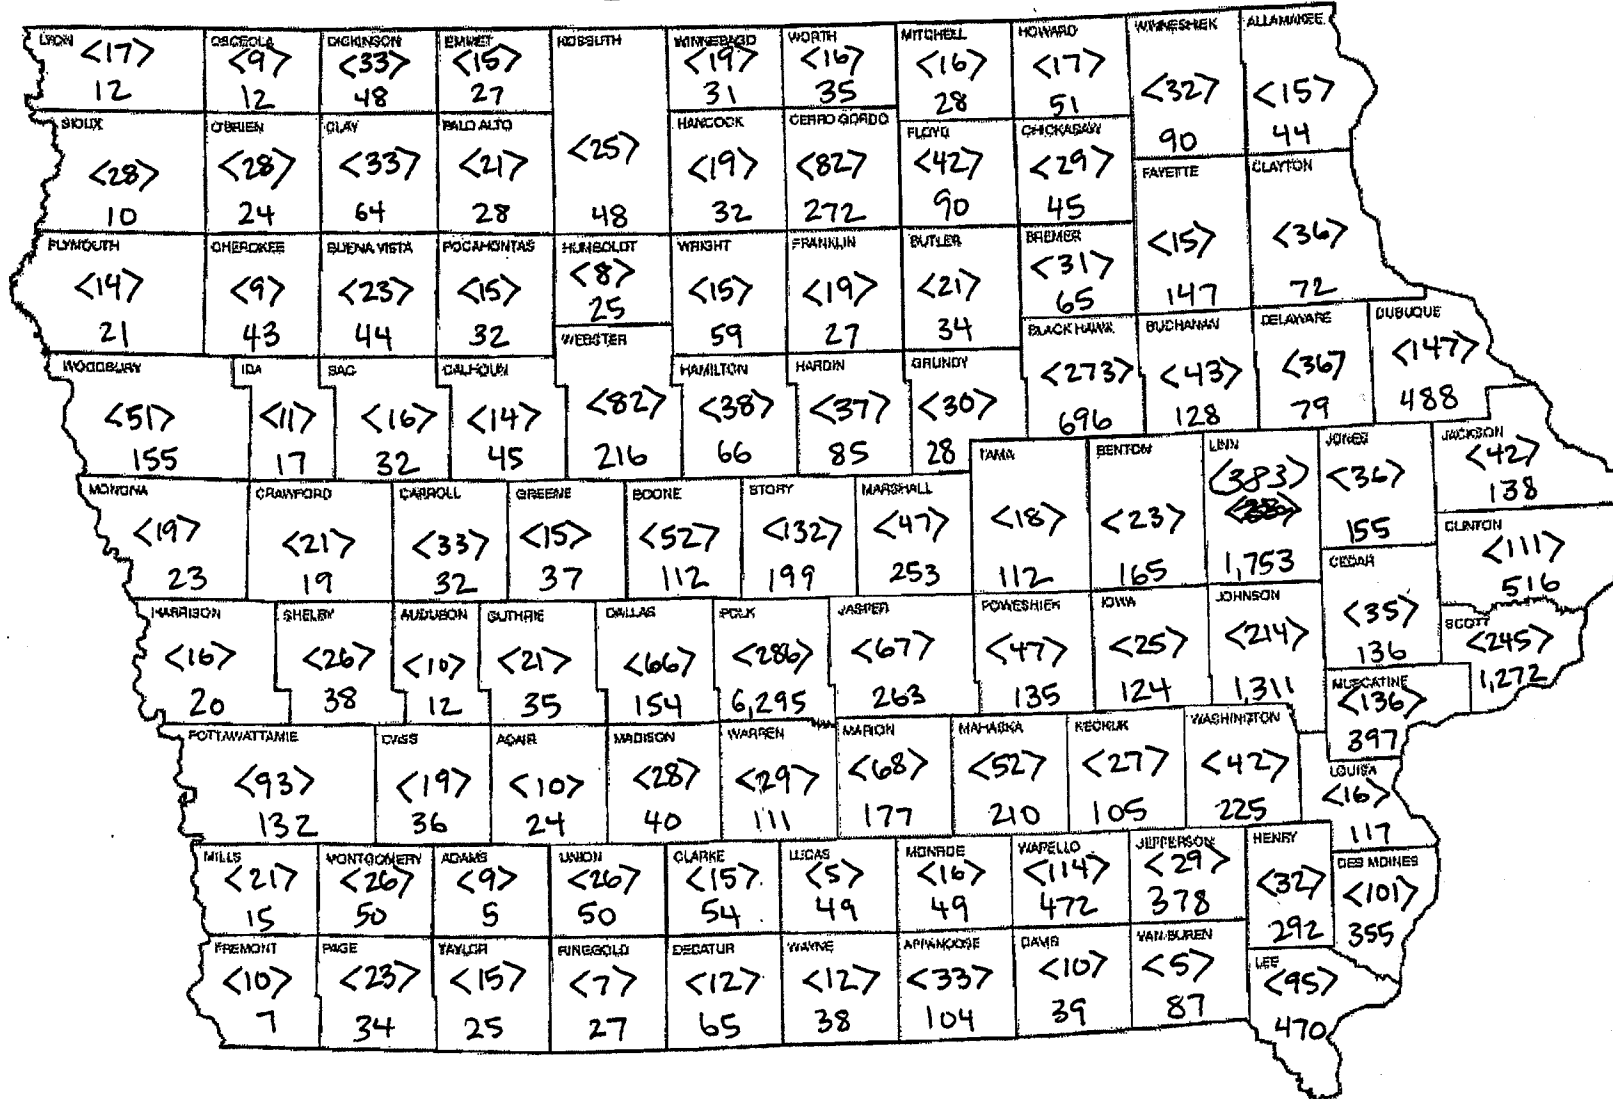 LYON
<17>
12
OSCEOLA
<9>
12
DICKINSON
<33>
48
EMMET
<15>
27
KOSSUTH
<25>
48
WINNEBAGO
<19>
31
WORTH
<16>
35
MITCHELL
<16>
28
HOWARD
<17>
51
WINNESHIEK
<32>
90
ALLAMAKEE
<15>
44
SIOUX
<28>
10
O'BRIEN
<28>
24
CLAY
<33>
64
PALO ALTO
<21>
28
HANCOCK
<19>
32
CERRO GORDO
<82>
272
FLOYD
<42>
90
CHICKASAW
<29>
45
FAYETTE
<15>
147
CLAYTON
<36>
72
PLYMOUTH
<14>
21
CHEROKEE
<9>
43
BUENA VISTA
<23>
44
POCAHONTAS
<15>
32
HUMBOLDT
<8>
25
WRIGHT
<15>
59
FRANKLIN
<19>
27
BUTLER
<21>
34
BREMER
<31>
65
WOODBURY
<51>
155
IDA
<11>
17
SAC
<16>
32
CALHOUN
<14>
45
WEBSTER
<82>
216
HAMILTON
<38>
66
HARDIN
<37>
85
GRUNDY
<30>
28
BLACK HAWK
<273>
696
BUCHANAN
<43>
128
DELAWARE
<36>
79
DUBUQUE
<147>
488
MONONA
<19>
23
CRAWFORD
<21>
19
CARROLL
<33>
32
GREENE
<15>
37
BOONE
<52>
112
STORY
<132>
199
MARSHALL
<47>
253
TAMA
<18>
112
BENTON
<23>
165
LINN
(383)
1,753
JONES
<36>
155
JACKSON
<42>
138
CLINTON
<111>
516
CEDAR
<35>
136
HARRISON
<16>
20
SHELBY
<26>
38
AUDUBON
<10>
12
GUTHRIE
<21>
35
DALLAS
<66>
154
POLK
<286>
6,295
JASPER
<67>
263
POWESHIEK
<47>
135
IOWA
<25>
124
JOHNSON
<214>
1,311
SCOTT
<245>
1,272
MUSCATINE
<136>
397
POTTAWATTAMIE
<93>
132
CASS
<19>
36
ADAIR
<10>
24
MADISON
<28>
40
WARREN
<29>
111
MARION
<68>
177
MAHASKA
<52>
210
KEOKUK
<27>
105
WASHINGTON
<42>
225
LOUISA
<16>
117
MILLS
<21>
15
MONTGOMERY
<26>
50
ADAMS
<9>
5
UNION
<26>
50
CLARKE
<15>
54
LUCAS
<5>
49
MONROE
<16>
49
WAPELLO
<114>
472
JEFFERSON
<29>
378
HENRY
<32>
292
DES MOINES
<101>
355
FREMONT
<10>
7
PAGE
<23>
34
TAYLOR
<15>
25
RINGGOLD
<7>
27
DECATUR
<12>
65
WAYNE
<12>
38
APPANOOSE
<33>
104
DAVIS
<10>
39
VAN BUREN
<5>
87
LEE
<95>
470